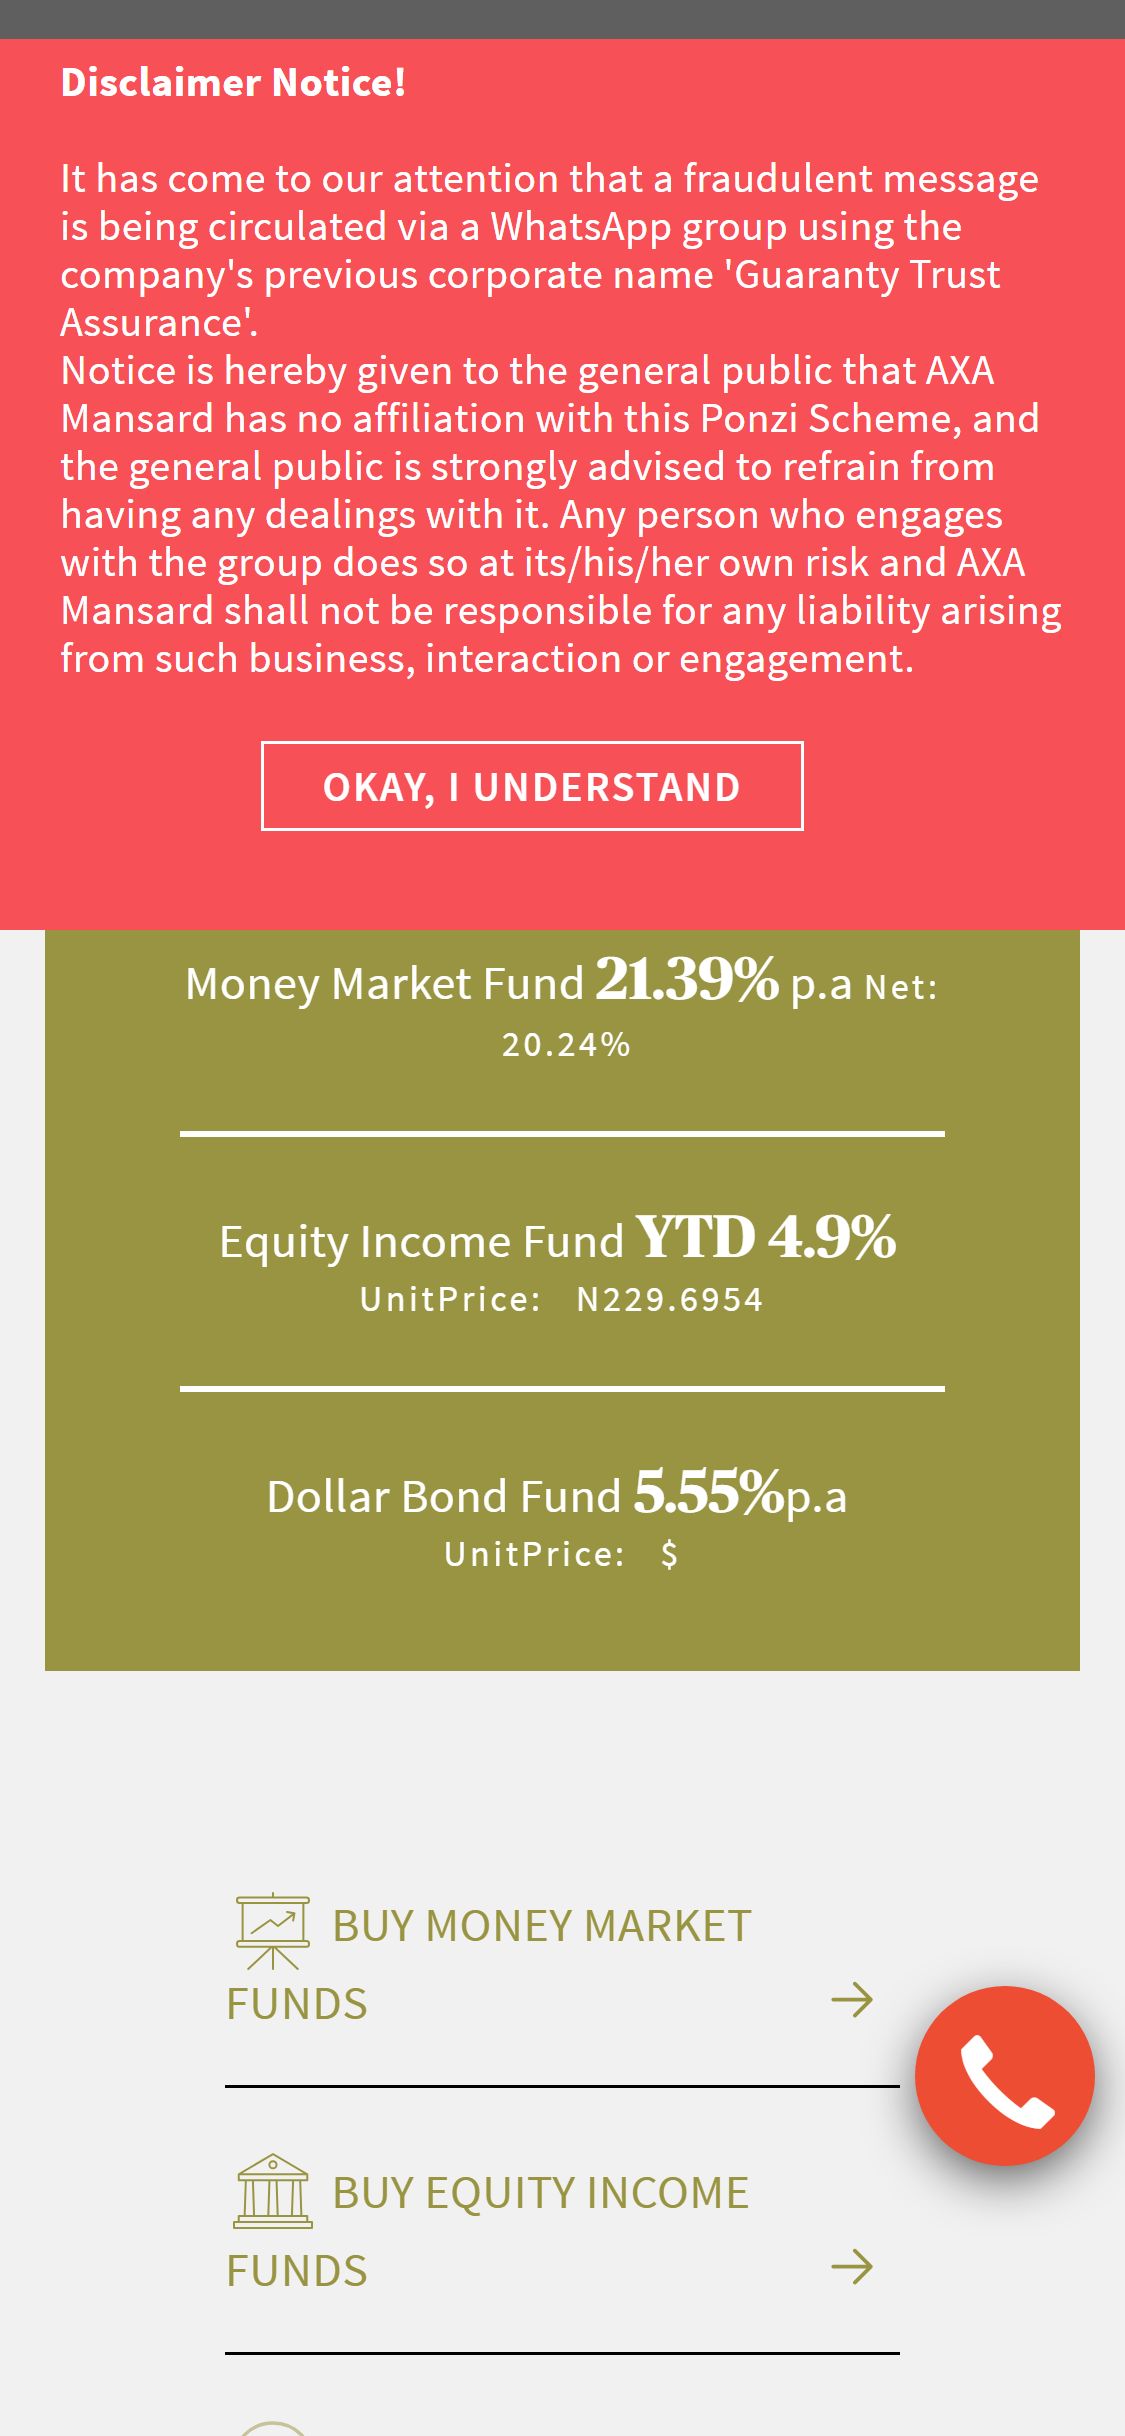 Disclaimer Notice!
It has come to our attention that a fraudulent message
is being circulated via a WhatsApp group using the
company's previous corporate name 'Guaranty Trust
Assurance'.
Notice is hereby given to the general public that AXA
Mansard has no affiliation with this Ponzi Scheme, and
the general public is strongly advised to refrain from
having any dealings with it. Any person who engages
with the group does so at its/his/her own risk and AXA
Mansard shall not be responsible for any liability arising
from such business, interaction or engagement.
OKAY, I UNDERSTAND
Money Market Fund 21.39% p.a Net:
20.24%
Equity Income Fund YTD 4.9%
UnitPrice: N229.6954
Dollar Bond Fund 5.55%p.a
UnitPrice: $
BUY MONEY MARKET
FUNDS
BUY EQUITY INCOME
FUNDS